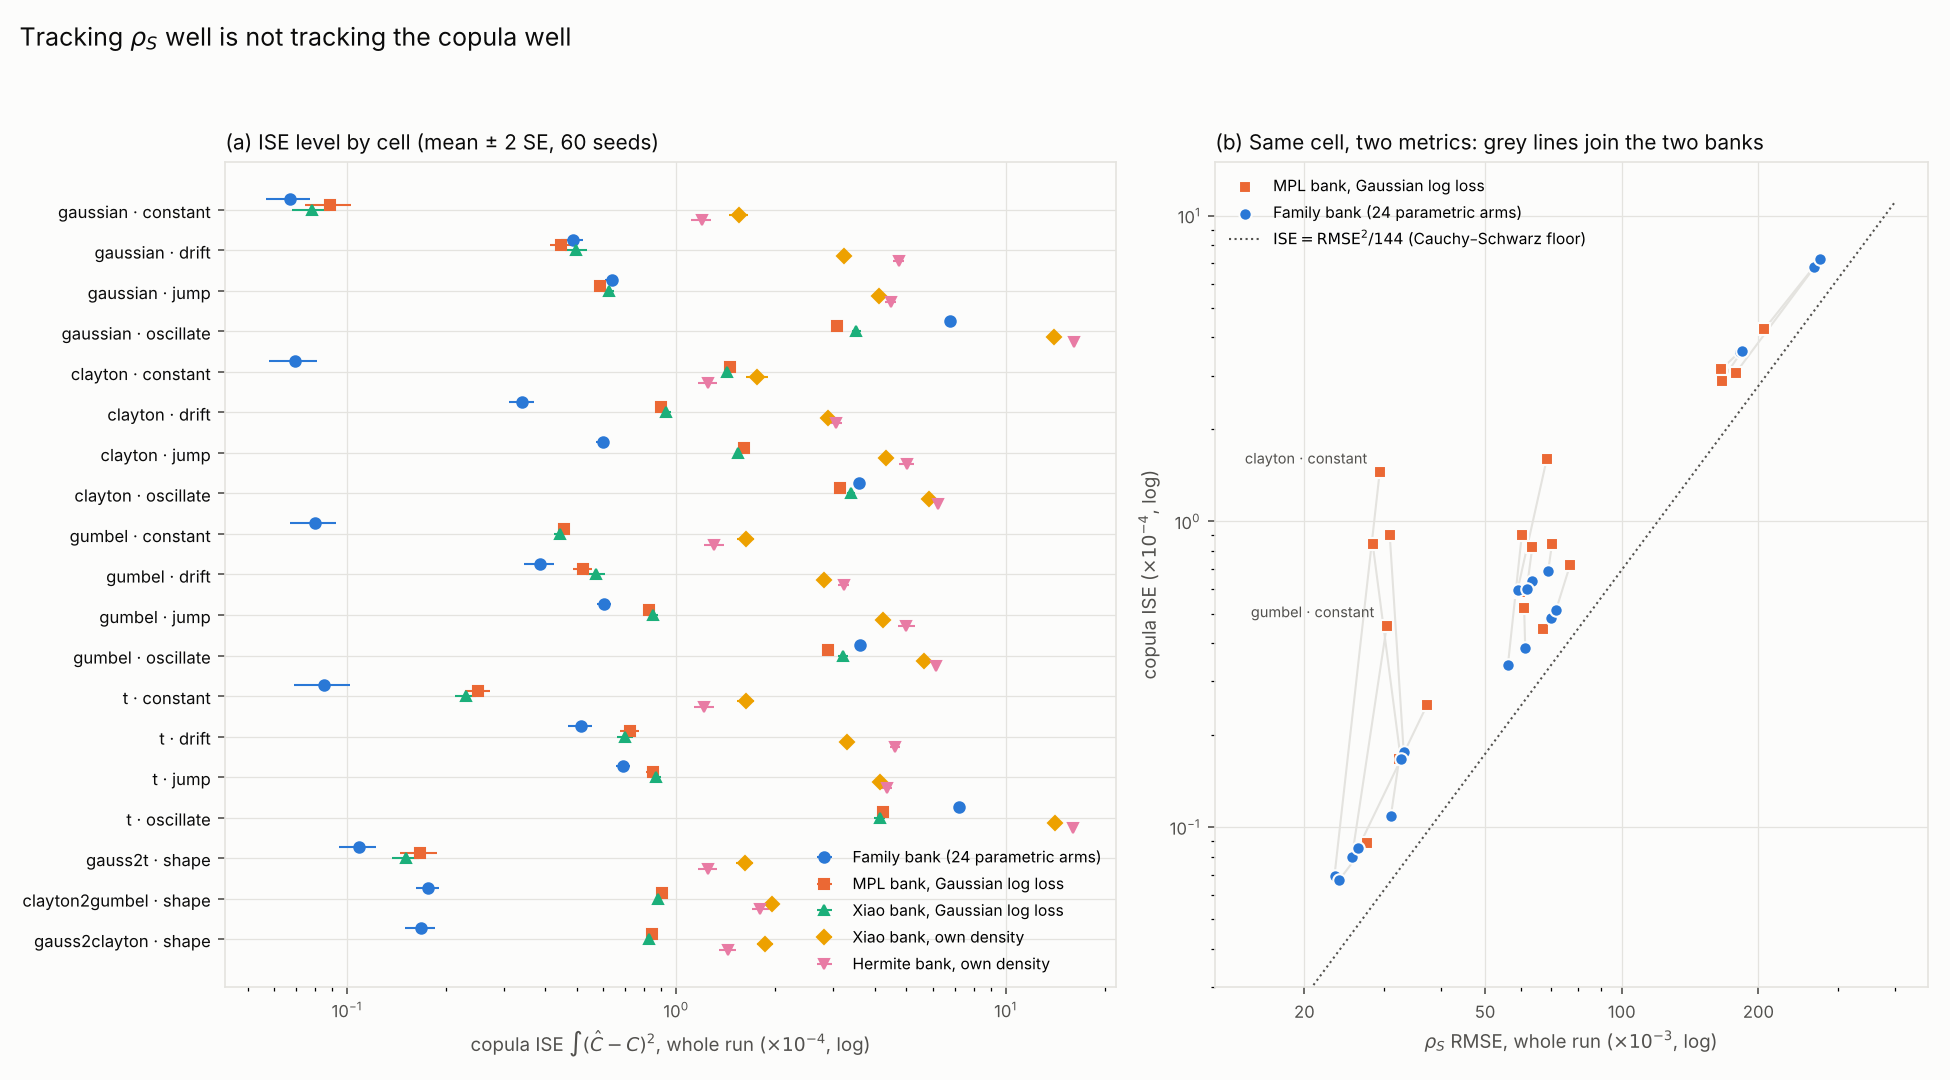 Tracking ρS well is not tracking the copula well
(a) ISE level by cell (mean ± 2 SE, 60 seeds)
gaussian · constant
gaussian · drift
gaussian · jump
gaussian · oscillate
clayton · constant
clayton · drift
clayton · jump
clayton · oscillate
gumbel · constant
gumbel · drift
gumbel · jump
gumbel · oscillate
t · constant
t · drift
t · jump
t · oscillate
gauss2t · shape
clayton2gumbel · shape
gauss2clayton · shape
Family bank (24 parametric arms)
MPL bank, Gaussian log loss
Xiao bank, Gaussian log loss
Xiao bank, own density
Hermite bank, own density
10⁻¹ 10⁰ 10¹
copula ISE ∫(Ĉ − C)², whole run (×10⁻⁴, log)
(b) Same cell, two metrics: grey lines join the two banks
MPL bank, Gaussian log loss
Family bank (24 parametric arms)
ISE = RMSE²/144 (Cauchy–Schwarz floor)
clayton · constant
gumbel · constant
10¹
10⁰
10⁻¹
copula ISE (×10⁻⁴, log)
20 50 100 200
ρS RMSE, whole run (×10⁻³, log)